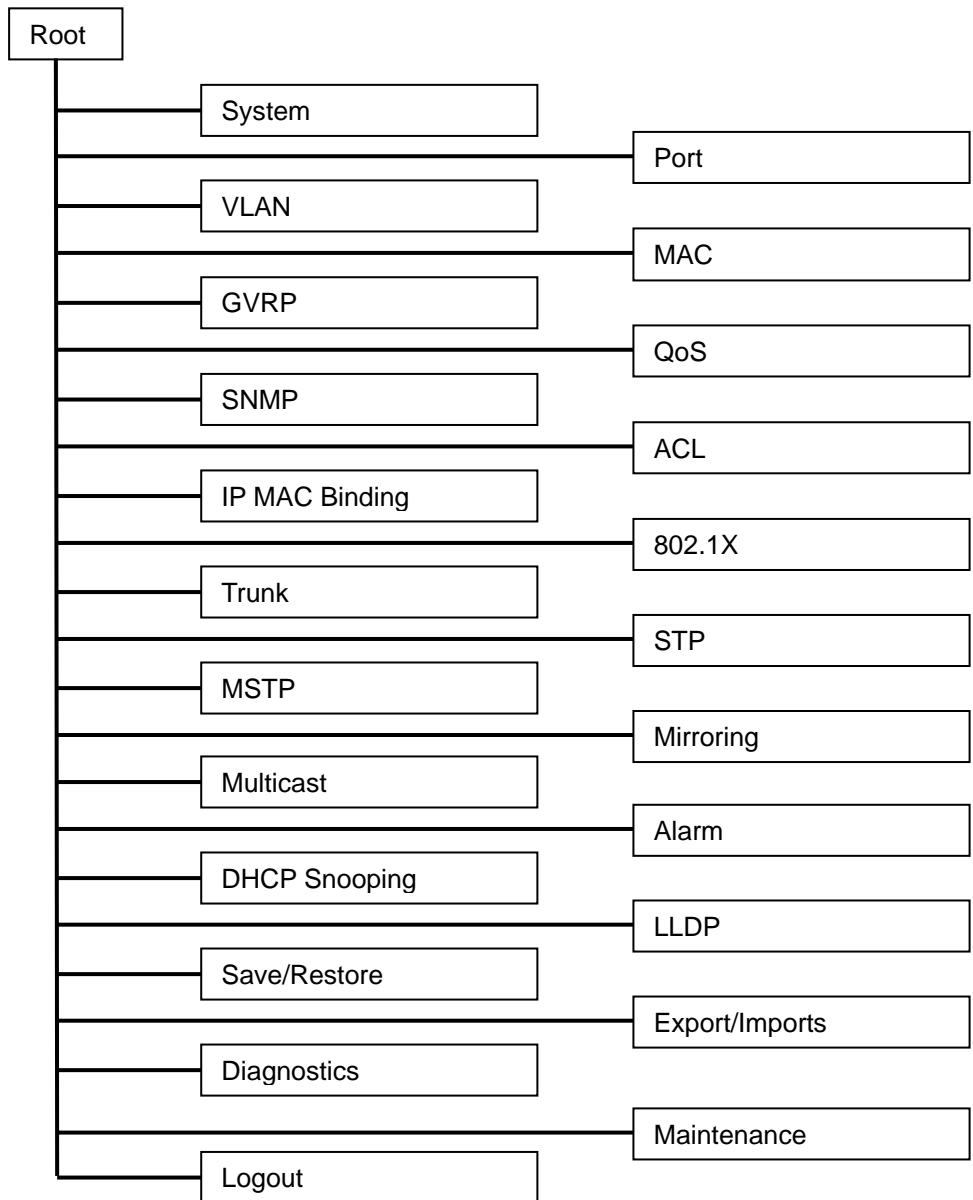 Root
System
Port
VLAN
MAC
GVRP
QoS
SNMP
ACL
IP MAC Binding
802.1X
Trunk
STP
MSTP
Mirroring
Multicast
Alarm
DHCP Snooping
LLDP
Save/Restore
Export/Imports
Diagnostics
Maintenance
Logout